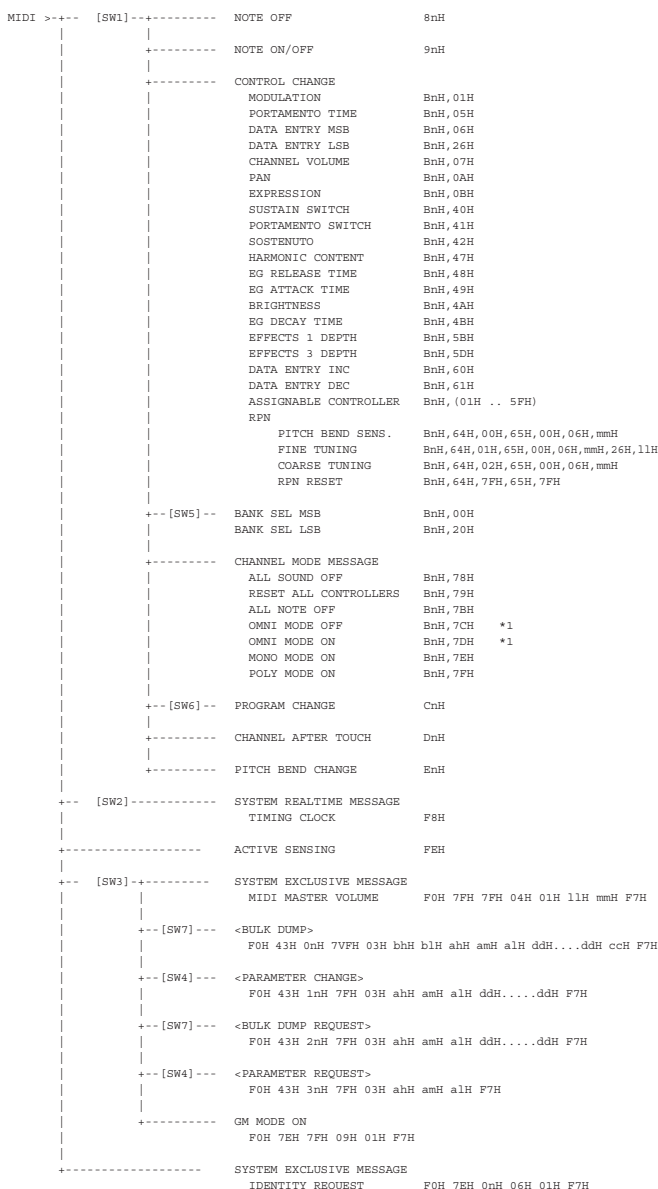 MIDI >-+-- [SW1]--+--------- NOTE OFF 8nH
+--------- NOTE ON/OFF 9nH
+--------- CONTROL CHANGE
MODULATION BnH,01H
PORTAMENTO TIME BnH,05H
DATA ENTRY MSB BnH,06H
DATA ENTRY LSB BnH,26H
CHANNEL VOLUME BnH,07H
PAN BnH,0AH
EXPRESSION BnH,0BH
SUSTAIN SWITCH BnH,40H
PORTAMENTO SWITCH BnH,41H
SOSTENUTO BnH,42H
HARMONIC CONTENT BnH,47H
EG RELEASE TIME BnH,48H
EG ATTACK TIME BnH,49H
BRIGHTNESS BnH,4AH
EG DECAY TIME BnH,4BH
EFFECTS 1 DEPTH BnH,5BH
EFFECTS 3 DEPTH BnH,5DH
DATA ENTRY INC BnH,60H
DATA ENTRY DEC BnH,61H
ASSIGNABLE CONTROLLER BnH,(01H .. 5FH)
RPN
PITCH BEND SENS. BnH,64H,00H,65H,00H,06H,mmH
FINE TUNING BnH,64H,01H,65H,00H,06H,mmH,26H,llH
COARSE TUNING BnH,64H,02H,65H,00H,06H,mmH
RPN RESET BnH,64H,7FH,65H,7FH
+--[SW5]-- BANK SEL MSB BnH,00H
BANK SEL LSB BnH,20H
+--------- CHANNEL MODE MESSAGE
ALL SOUND OFF BnH,78H
RESET ALL CONTROLLERS BnH,79H
ALL NOTE OFF BnH,7BH
OMNI MODE OFF BnH,7CH *1
OMNI MODE ON BnH,7DH *1
MONO MODE ON BnH,7EH
POLY MODE ON BnH,7FH
+--[SW6]-- PROGRAM CHANGE CnH
+--------- CHANNEL AFTER TOUCH DnH
+--------- PITCH BEND CHANGE EnH
+-- [SW2]------------ SYSTEM REALTIME MESSAGE
TIMING CLOCK F8H
+------------------- ACTIVE SENSING FEH
+-- [SW3]-+--------- SYSTEM EXCLUSIVE MESSAGE
MIDI MASTER VOLUME F0H 7FH 7FH 04H 01H llH mmH F7H
+--[SW7]--- <BULK DUMP>
F0H 43H 0nH 7VFH 03H bhH blH ahH amH alH ddH....ddH ccH F7H
+--[SW4]--- <PARAMETER CHANGE>
F0H 43H 1nH 7FH 03H ahH amH alH ddH.....ddH F7H
+--[SW7]--- <BULK DUMP REQUEST>
F0H 43H 2nH 7FH 03H ahH amH alH ddH.....ddH F7H
+--[SW4]--- <PARAMETER REQUEST>
F0H 43H 3nH 7FH 03H ahH amH alH F7H
+---------- GM MODE ON
F0H 7EH 7FH 09H 01H F7H
+------------------- SYSTEM EXCLUSIVE MESSAGE
IDENTITY REQUEST F0H 7EH 0nH 06H 01H F7H